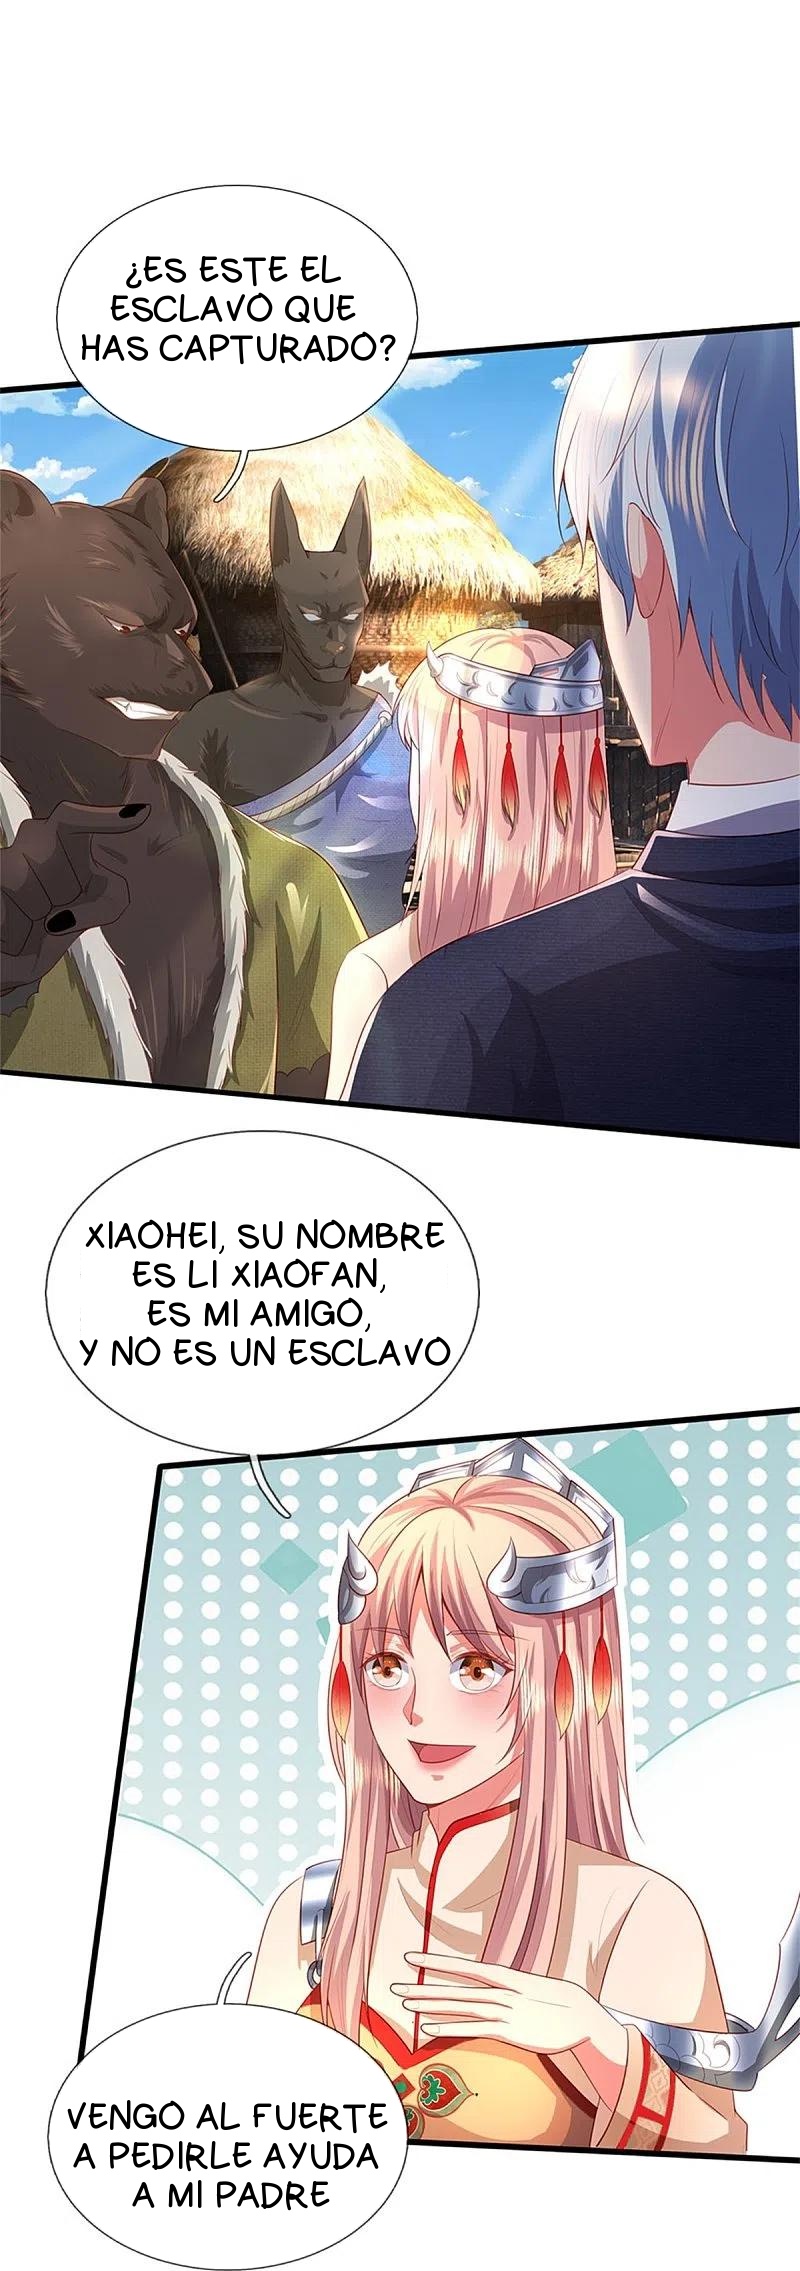 ¿ES ESTE EL
ESCLAVO QUE
HAS CAPTURADO?
XIAOHEI, SU NOMBRE
ES LI XIAOFAN,
ES MI AMIGO,
Y NO ES UN ESCLAVO
VENGO AL FUERTE
A PEDIRLE AYUDA
A MI PADRE